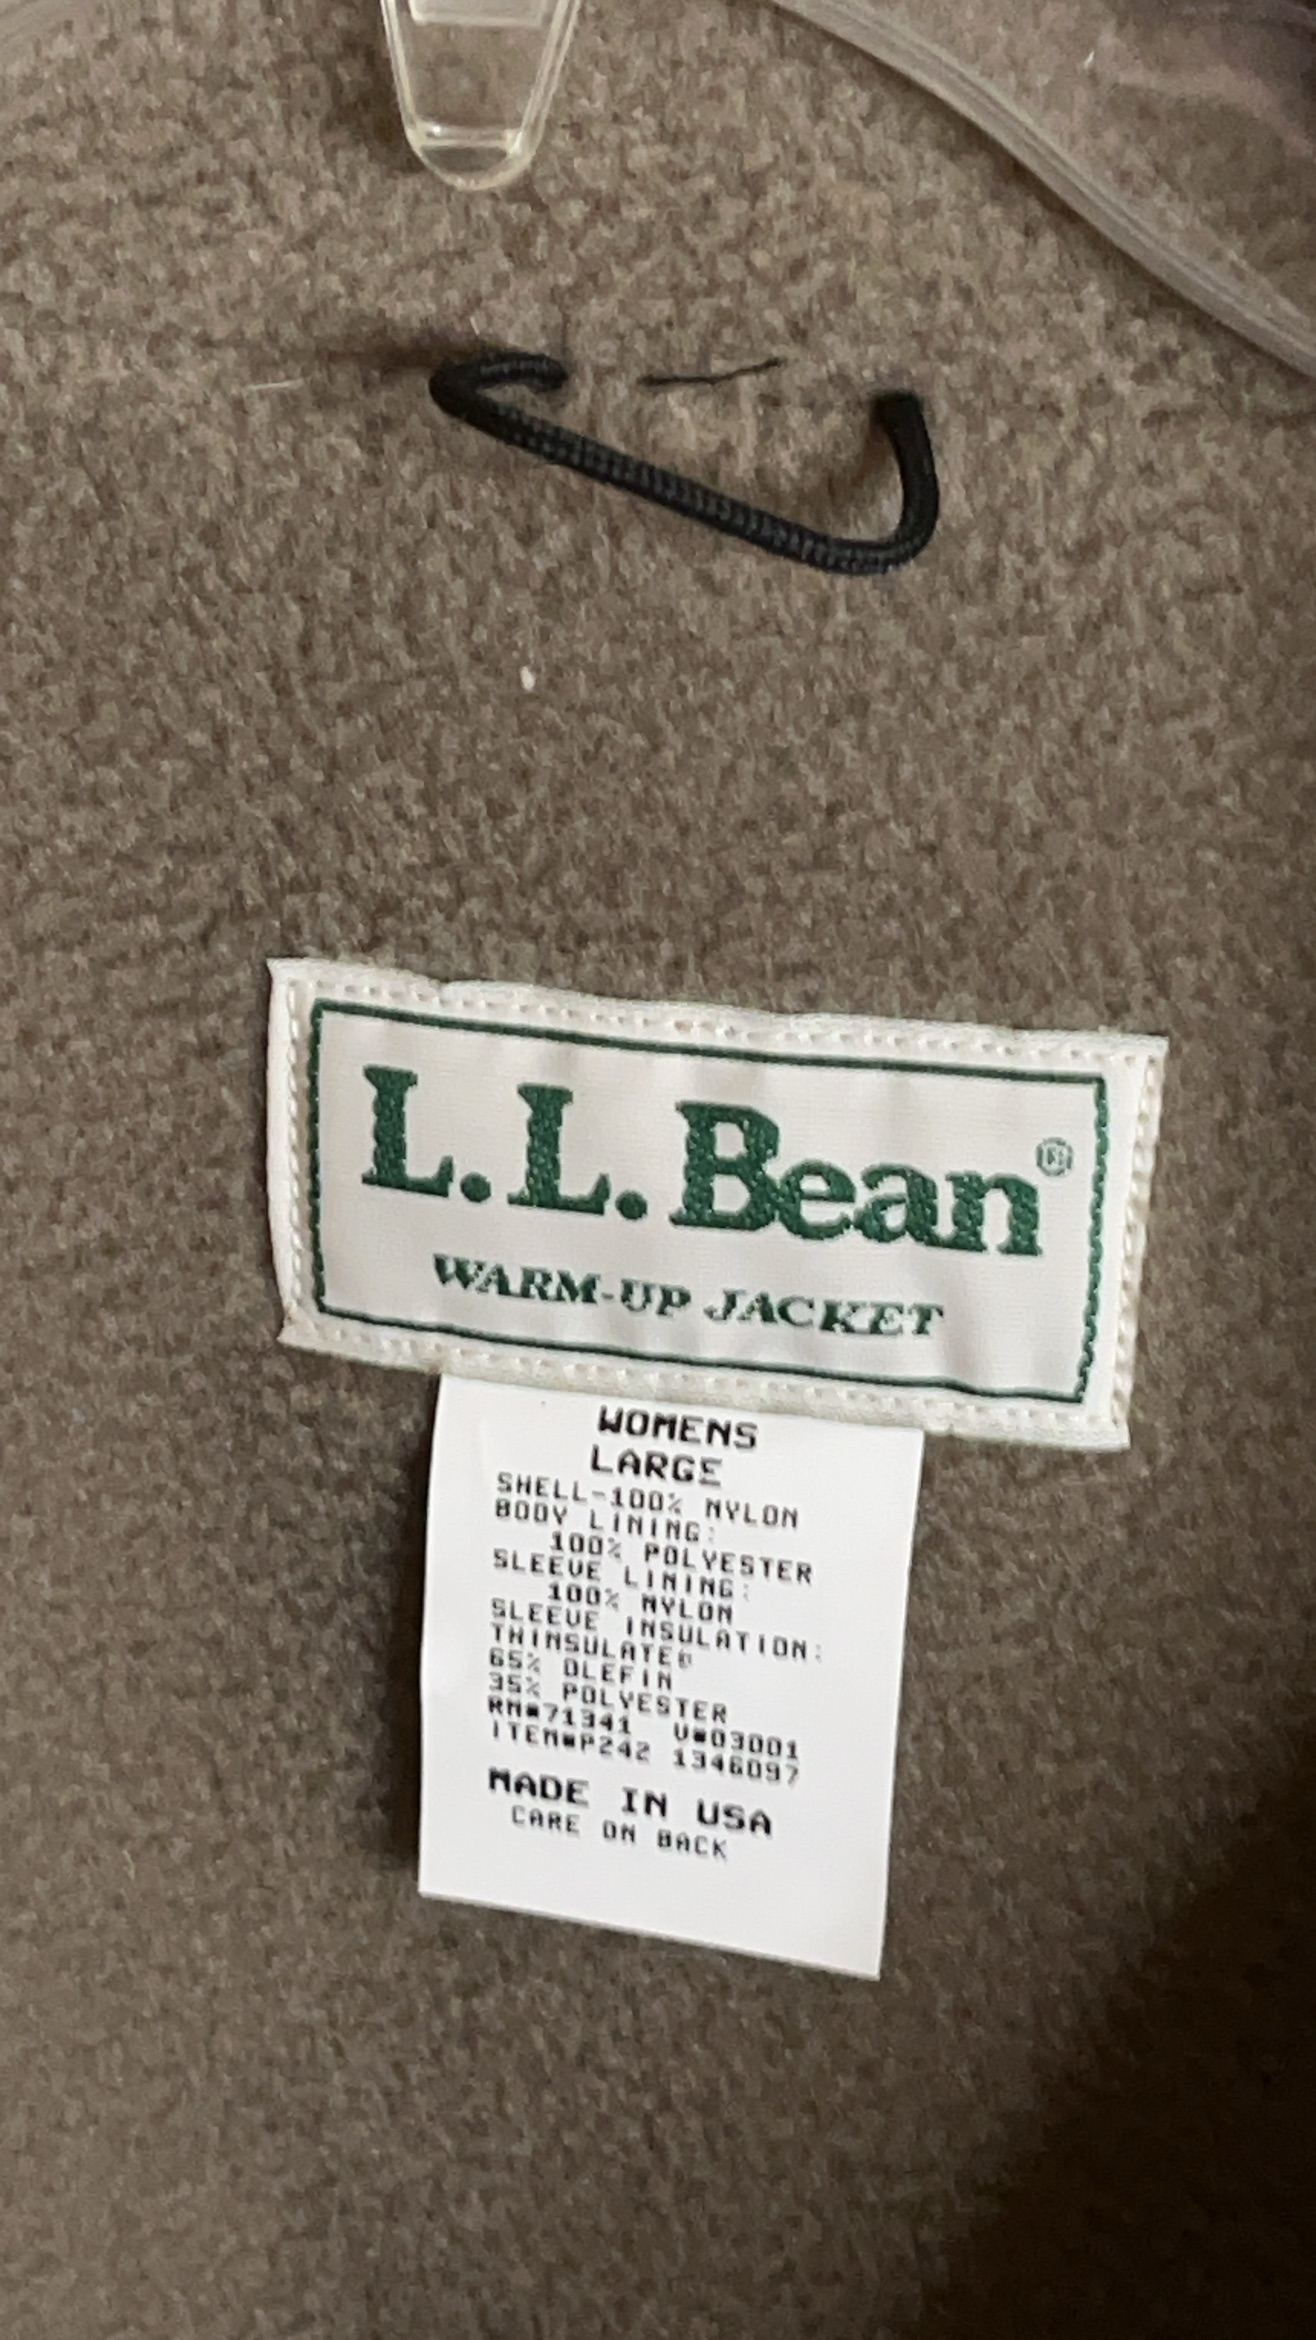 L.L.Bean®
WARM-UP JACKET
WOMENS
LARGE
SHELL-100% NYLON
BODY LINING:
100% POLYESTER
SLEEVE LINING:
100% NYLON
SLEEVE INSULATION:
THINSULATE®
65% OLEFIN
35% POLYESTER
RN#71341 V#03001
ITEM#P242 1346097
MADE IN USA
CARE ON BACK